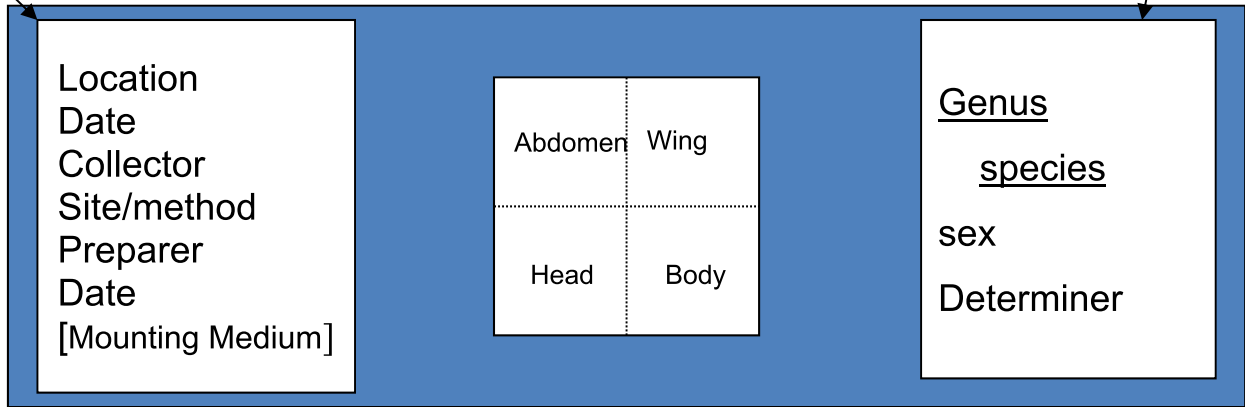 Location
Date
Collector
Site/method
Preparer
Date
[Mounting Medium]
Abdomen Wing
Head Body
Genus
species
sex
Determiner